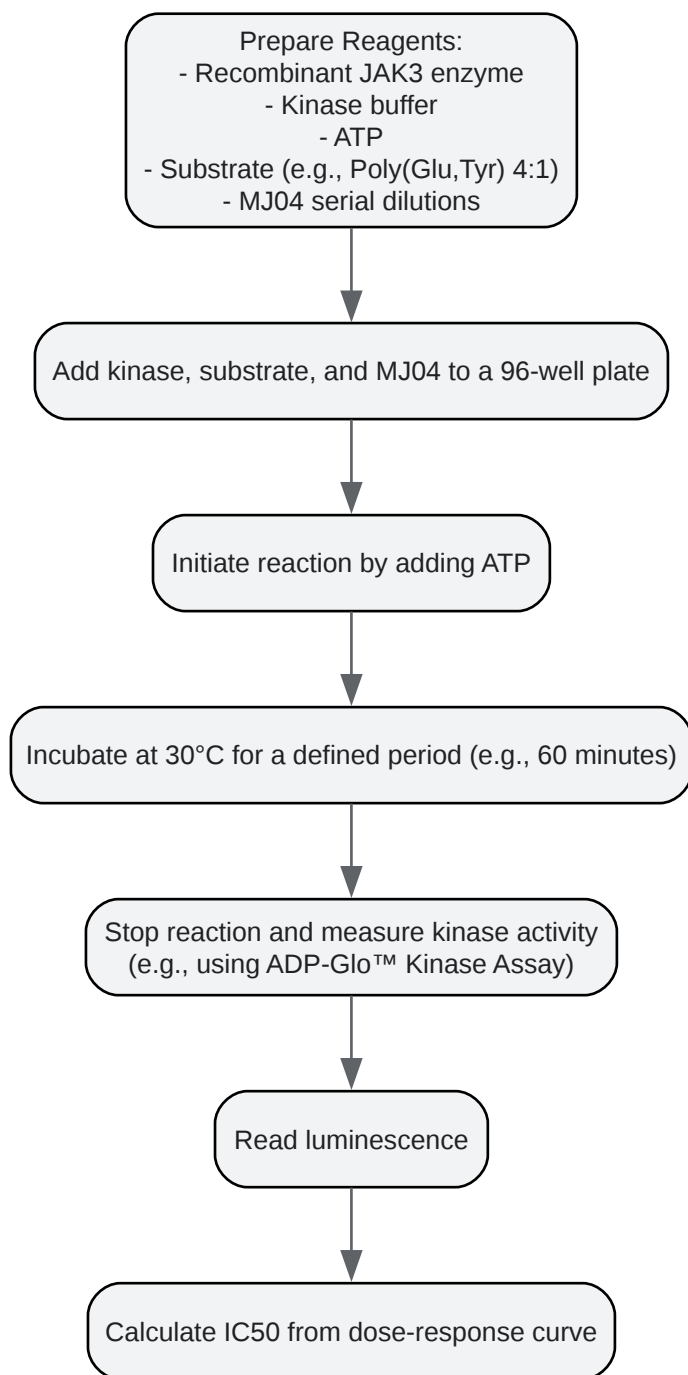 Prepare Reagents:
- Recombinant JAK3 enzyme
- Kinase buffer
- ATP
- Substrate (e.g., Poly(Glu,Tyr) 4:1)
- MJ04 serial dilutions
Add kinase, substrate, and MJ04 to a 96-well plate
Initiate reaction by adding ATP
Incubate at 30°C for a defined period (e.g., 60 minutes)
Stop reaction and measure kinase activity
(e.g., using ADP-Glo™ Kinase Assay)
Read luminescence
Calculate IC50 from dose-response curve